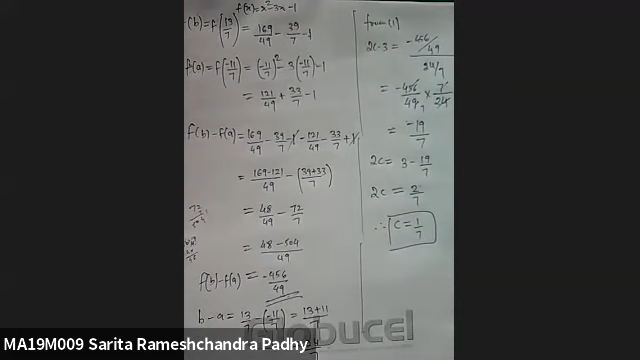 f(x)=x²-3x-1
f(b)=f(13/7)= 169/49 - 39/7 - 1
f(a)=f(-11/7)=(-11/7)²-3(-11/7)-1
= 121/49 + 33/7 - 1
f(b)-f(a)= 169/49 - 39/7 - 1 - 121/49 - 33/7 + 1
= 169-121/49 - (39+33/7)
= 48/49 - 72/7
= 48-504/49
f(b)-f(a) = -456/49
b-a = 13/7 - (-11/7) = 13+11/7
from (1)
2c-3 = -456/49 / 24/7
= -456/49 × 7/24
= -19/7
2c = 3 - 19/7
2c = 2/7
∴ c = 1/7
Globucel
MA19M009 Sarita Rameshchandra Padhy